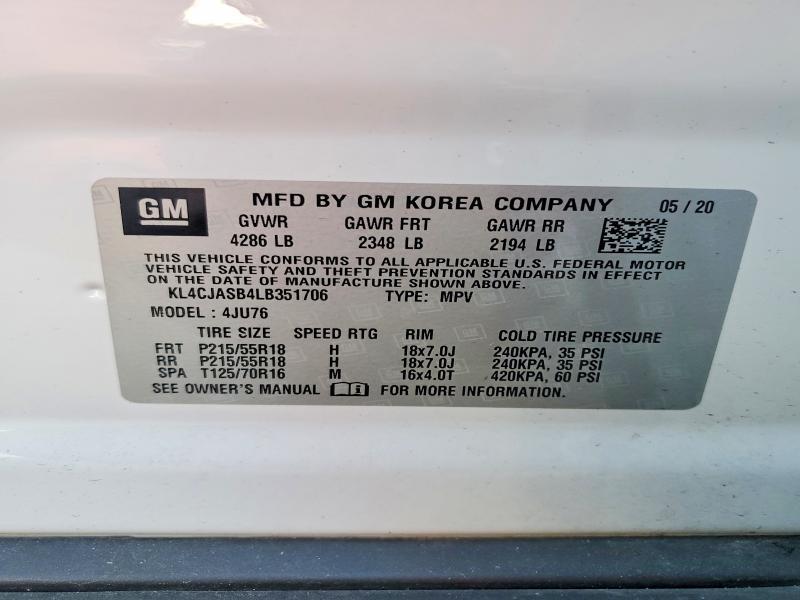 GM MFD BY GM KOREA COMPANY 05 / 20
GVWR GAWR FRT GAWR RR
4286 LB 2348 LB 2194 LB
THIS VEHICLE CONFORMS TO ALL APPLICABLE U.S. FEDERAL MOTOR
VEHICLE SAFETY AND THEFT PREVENTION STANDARDS IN EFFECT
ON THE DATE OF MANUFACTURE SHOWN ABOVE.
KL4CJASB4LB351706 TYPE: MPV
MODEL : 4JU76
TIRE SIZE SPEED RTG RIM COLD TIRE PRESSURE
FRT P215/55R18 H 18x7.0J 240KPA, 35 PSI
RR P215/55R18 H 18x7.0J 240KPA, 35 PSI
SPA T125/70R16 M 16x4.0T 420KPA, 60 PSI
SEE OWNER'S MANUAL FOR MORE INFORMATION.